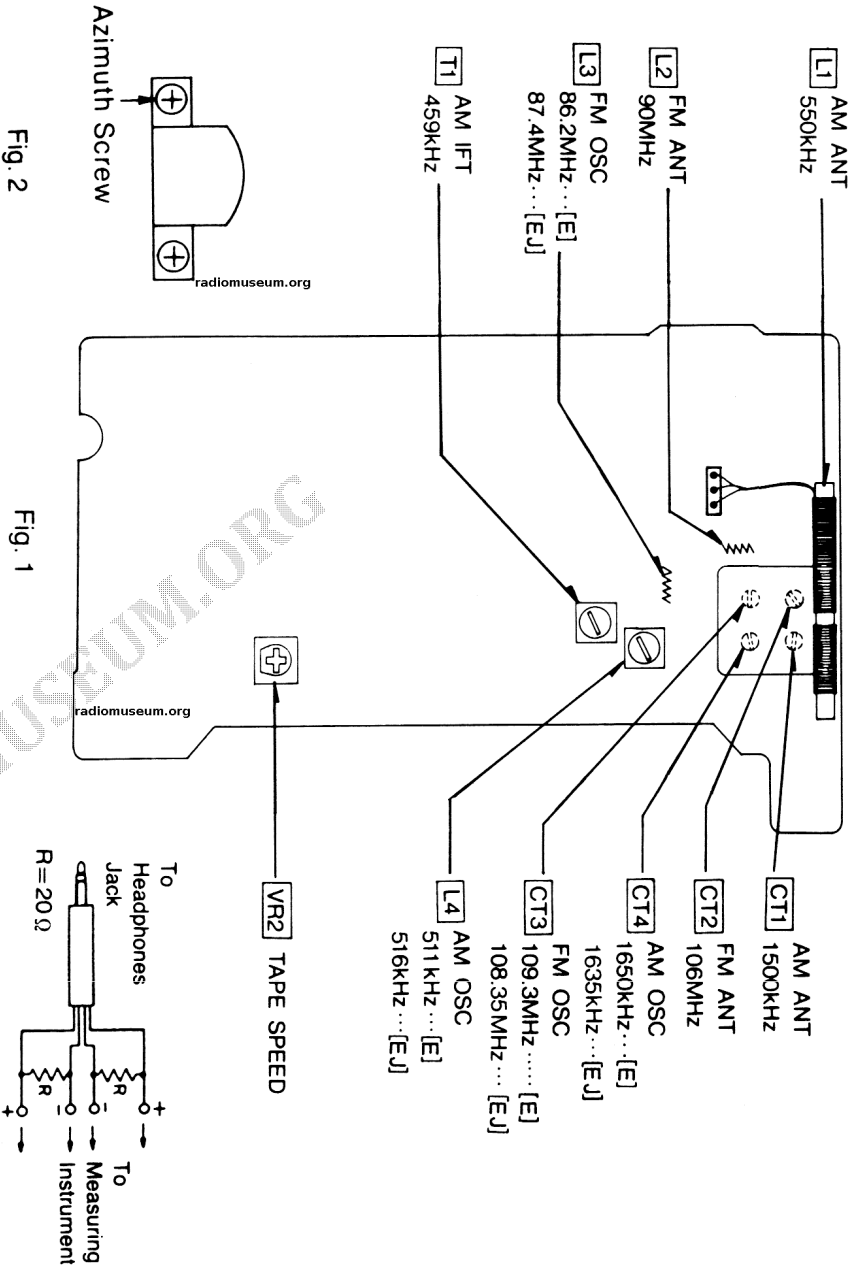 L1 AM ANT
550kHz
L2 FM ANT
90MHz
L3 FM OSC
86.2MHz···[E]
87.4MHz···[EJ]
T1 AM IFT
459kHz
Azimuth Screw
Fig. 2
radiomuseum.org
CT1 AM ANT
1500kHz
CT2 FM ANT
106MHz
CT4 AM OSC
1650kHz···[E]
1635kHz···[EJ]
CT3 FM OSC
109.3MHz·····[E]
108.35MHz···[EJ]
L4 AM OSC
511kHz···[E]
516kHz···[EJ]
VR2 TAPE SPEED
Fig. 1
radiomuseum.org
MUSEUM.ORG
To
Headphones
Jack
R=20Ω
R
R
+
−
−
+
To
Measuring
Instrument